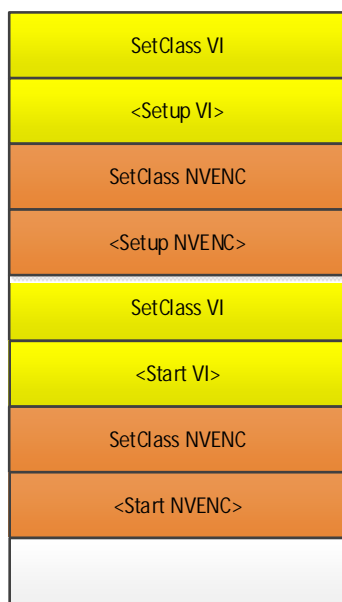 SetClass VI
<Setup VI>
SetClass NVENC
<Setup NVENC>
SetClass VI
<Start VI>
SetClass NVENC
<Start NVENC>